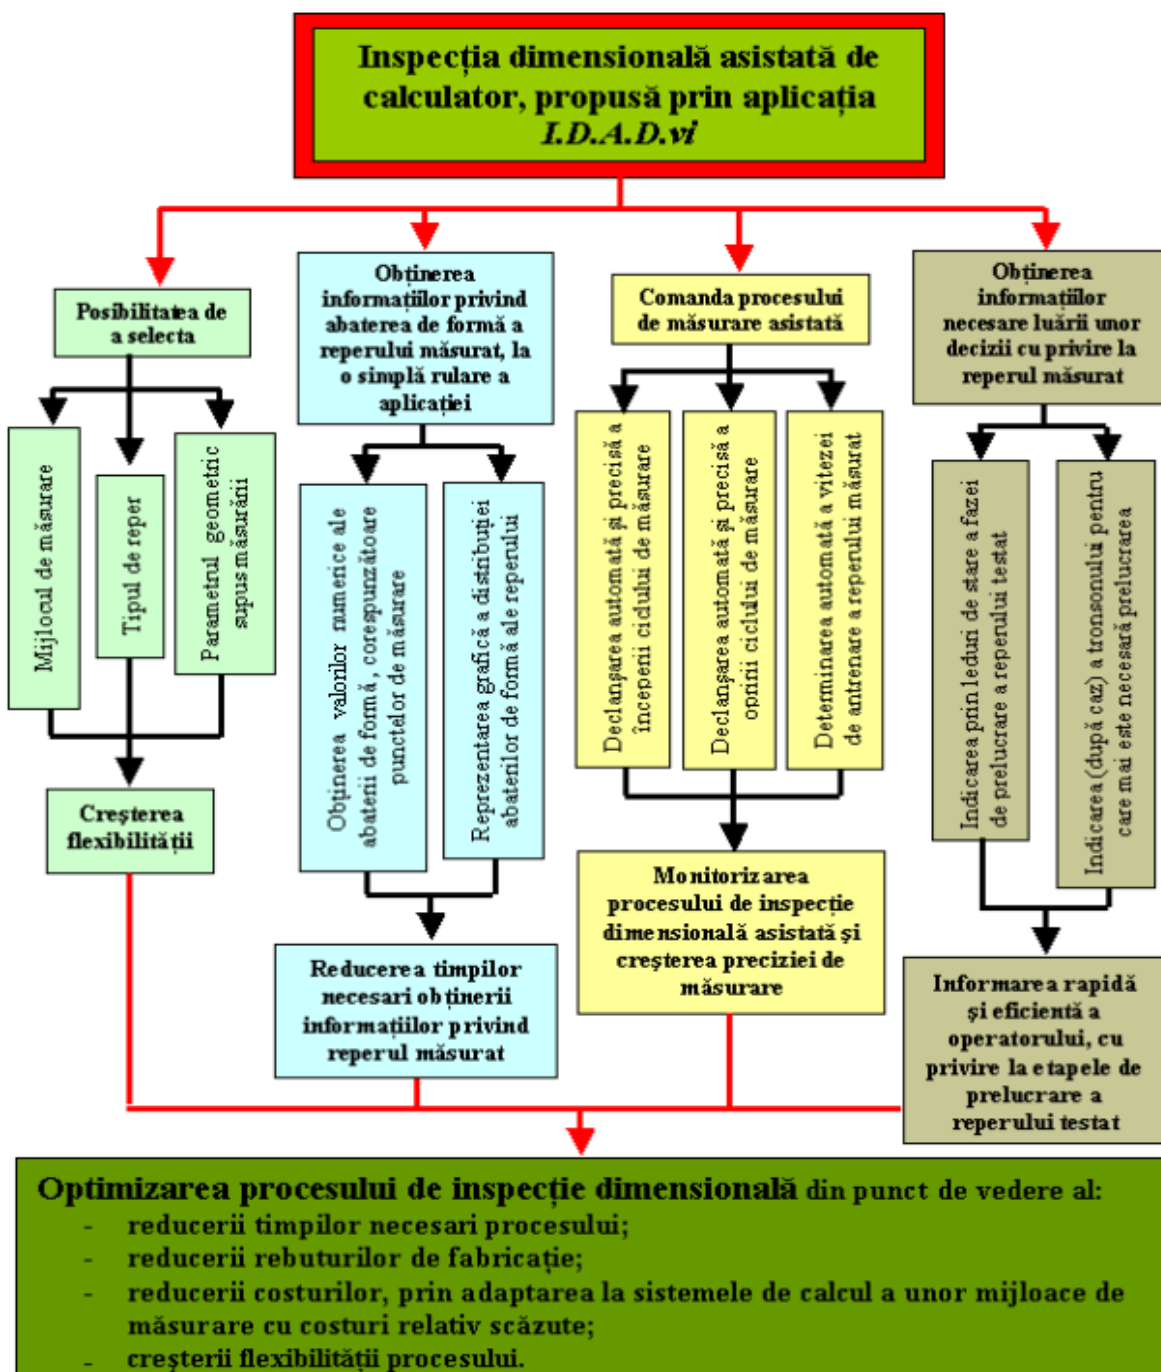 Inspecția dimensională asistată de
calculator, propusă prin aplicația
I.D.A.D.vi
Posibilitatea de
a selecta
Obținerea
informațiilor privind
abaterea de formă a
reperului măsurat, la
o simplă rulare a
aplicației
Comanda procesului
de măsurare asistată
Obținerea
informațiilor
necesare luării unor
decizii cu privire la
reperul măsurat
Mijlocul de măsurare
Tipul de reper
Parametrul geometric
supus măsurării
Obținerea valorilor numerice ale
abaterii de formă, corespunzătoare
punctelor de măsurare
Reprezentarea grafică a distribuției
abaterilor de formă ale reperului
Declanşarea automată şi precisă a
începerii ciclului de măsurare
Declanşarea automată şi precisă a
opririi ciclului de măsurare
Determinarea automată a vitezei
de antrenare a reperului măsurat
Indicarea prin leduri de stare a fazei
de prelucrare a reperului testat
Indicarea (după caz) a tronsonului pentru
care mai este necesară prelucrarea
Creşterea
flexibilității
Reducerea timpilor
necesari obținerii
informațiilor privind
reperul măsurat
Monitorizarea
procesului de inspecție
dimensională asistată şi
creşterea preciziei de
măsurare
Informarea rapidă
şi eficientă a
operatorului, cu
privire la etapele de
prelucrare a
reperului testat
Optimizarea procesului de inspecție dimensională din punct de vedere al:
- reducerii timpilor necesari procesului;
- reducerii rebuturilor de fabricație;
- reducerii costurilor, prin adaptarea la sistemele de calcul a unor mijloace de
măsurare cu costuri relativ scăzute;
- creşterii flexibilității procesului.